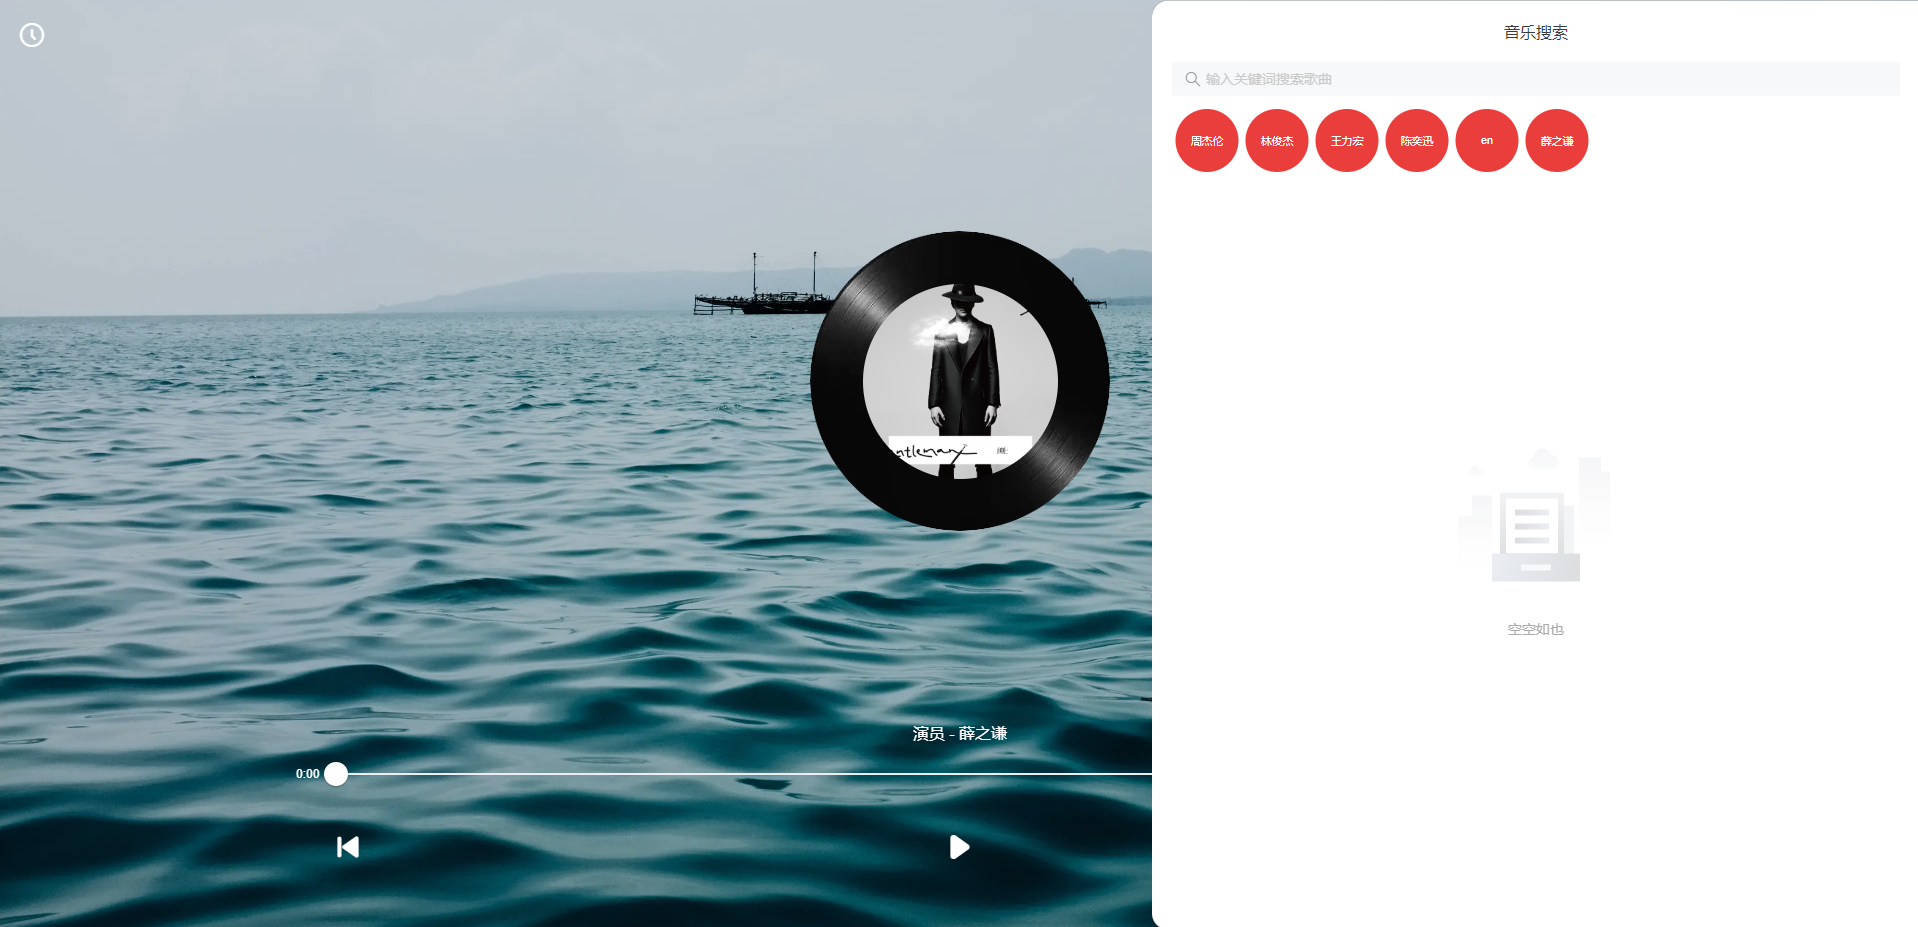 音乐搜索
输入关键词搜索歌曲
周杰伦 林俊杰 王力宏 陈奕迅 en 薛之谦
ntleman
空空如也
演员 - 薛之谦
0:00